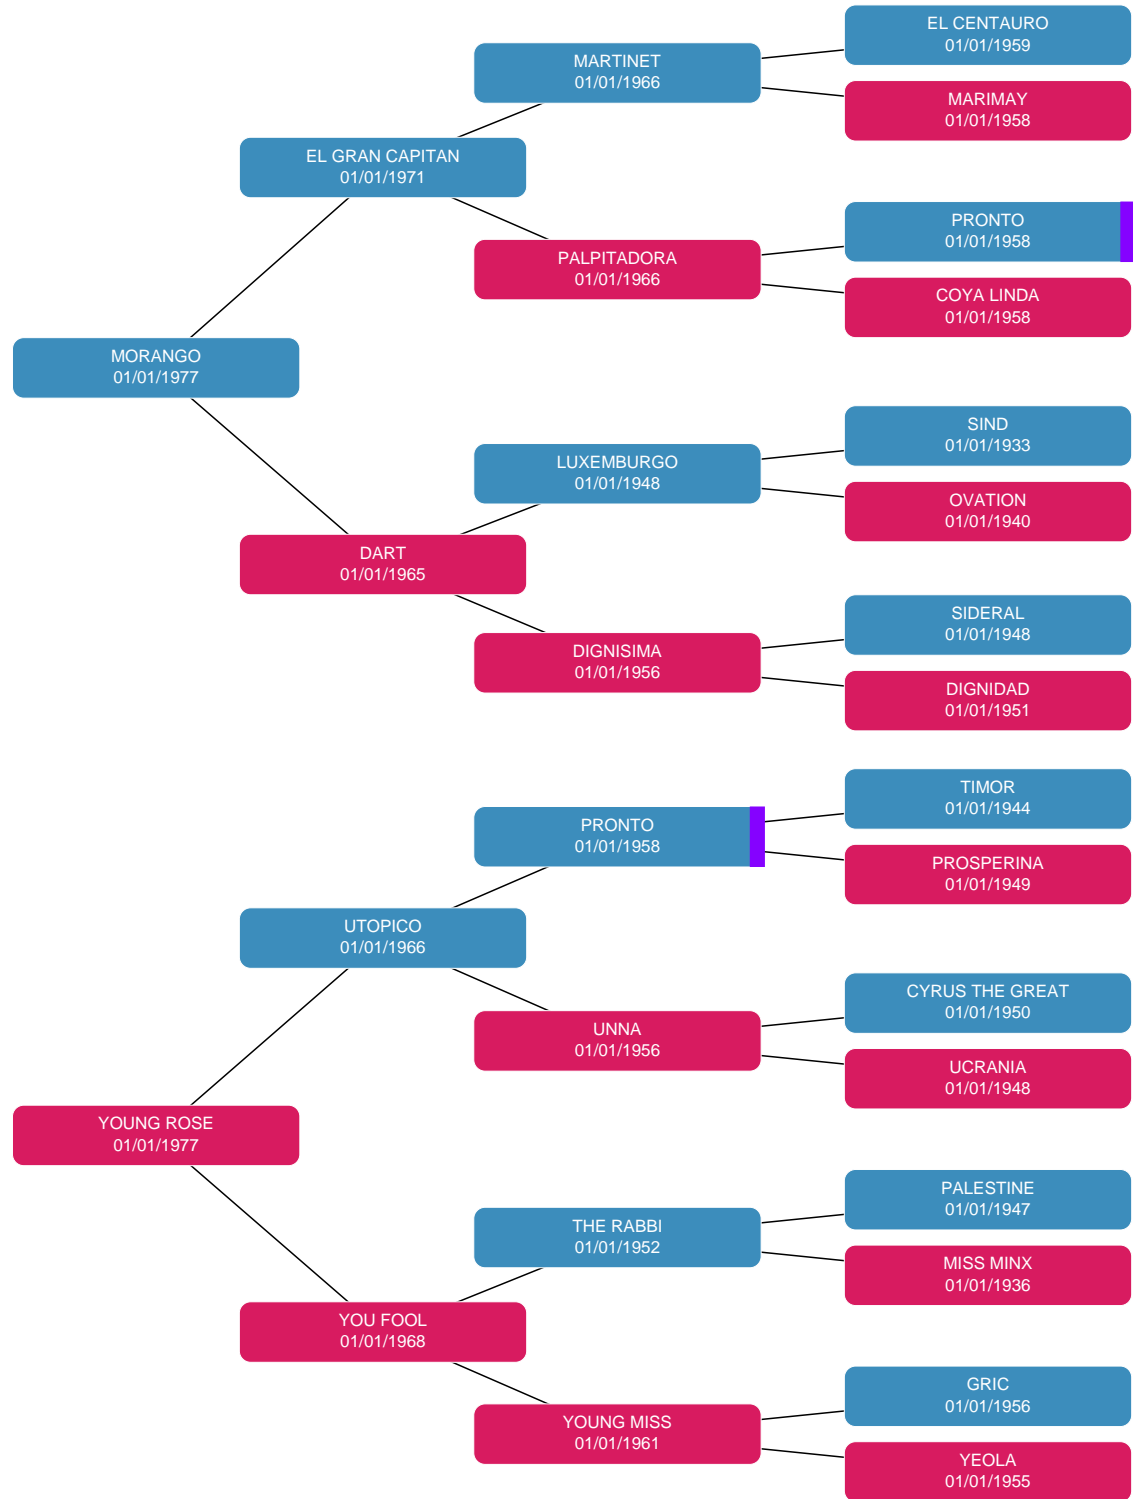 EL CENTAURO
01/01/1959
MARTINET
01/01/1966
MARIMAY
01/01/1958
EL GRAN CAPITAN
01/01/1971
PRONTO
01/01/1958
PALPITADORA
01/01/1966
COYA LINDA
01/01/1958
MORANGO
01/01/1977
SIND
01/01/1933
LUXEMBURGO
01/01/1948
OVATION
01/01/1940
DART
01/01/1965
SIDERAL
01/01/1948
DIGNISIMA
01/01/1956
DIGNIDAD
01/01/1951
TIMOR
01/01/1944
PRONTO
01/01/1958
PROSPERINA
01/01/1949
UTOPICO
01/01/1966
CYRUS THE GREAT
01/01/1950
UNNA
01/01/1956
UCRANIA
01/01/1948
YOUNG ROSE
01/01/1977
PALESTINE
01/01/1947
THE RABBI
01/01/1952
MISS MINX
01/01/1936
YOU FOOL
01/01/1968
GRIC
01/01/1956
YOUNG MISS
01/01/1961
YEOLA
01/01/1955